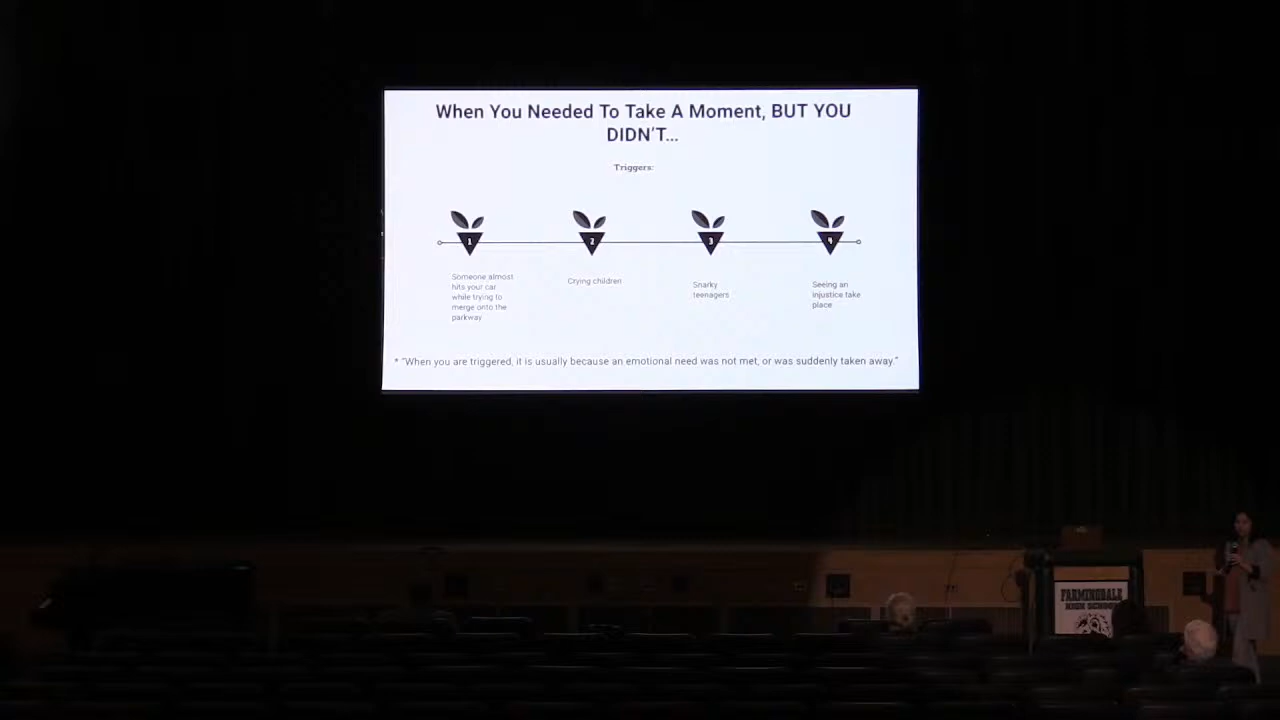 When You Needed To Take A Moment, BUT YOU
DIDN'T...
Triggers:
1
2
3
4
Someone almost
hits your car
while trying to
merge onto the
parkway
Crying children
Snarky
teenagers
Seeing an
injustice take
place
* "When you are triggered, it is usually because an emotional need was not met, or was suddenly taken away."
FARMINGDALE
HIGH SCHOOL